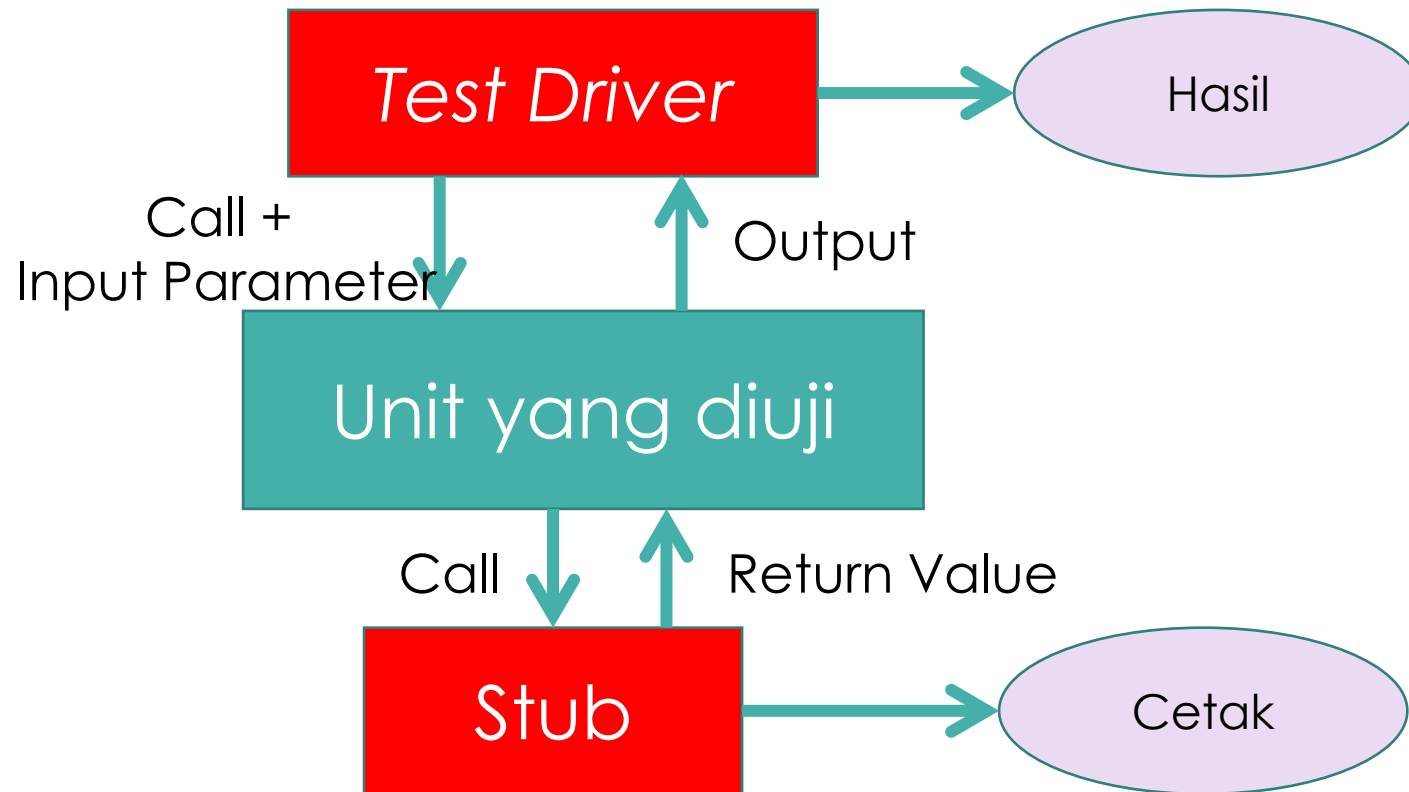 Test Driver
Hasil
Call +
Input Parameter
Output
Unit yang diuji
Call
Return Value
Stub
Cetak